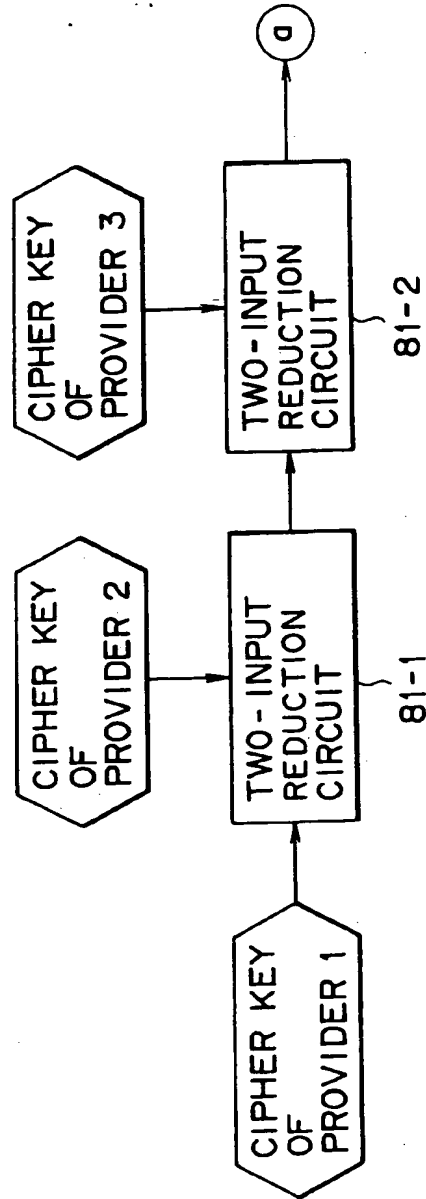 CIPHER KEY
OF
PROVIDER 1
CIPHER KEY
OF
PROVIDER 2
CIPHER KEY
OF
PROVIDER 3
TWO-INPUT
REDUCTION
CIRCUIT
81-1
TWO-INPUT
REDUCTION
CIRCUIT
81-2
a